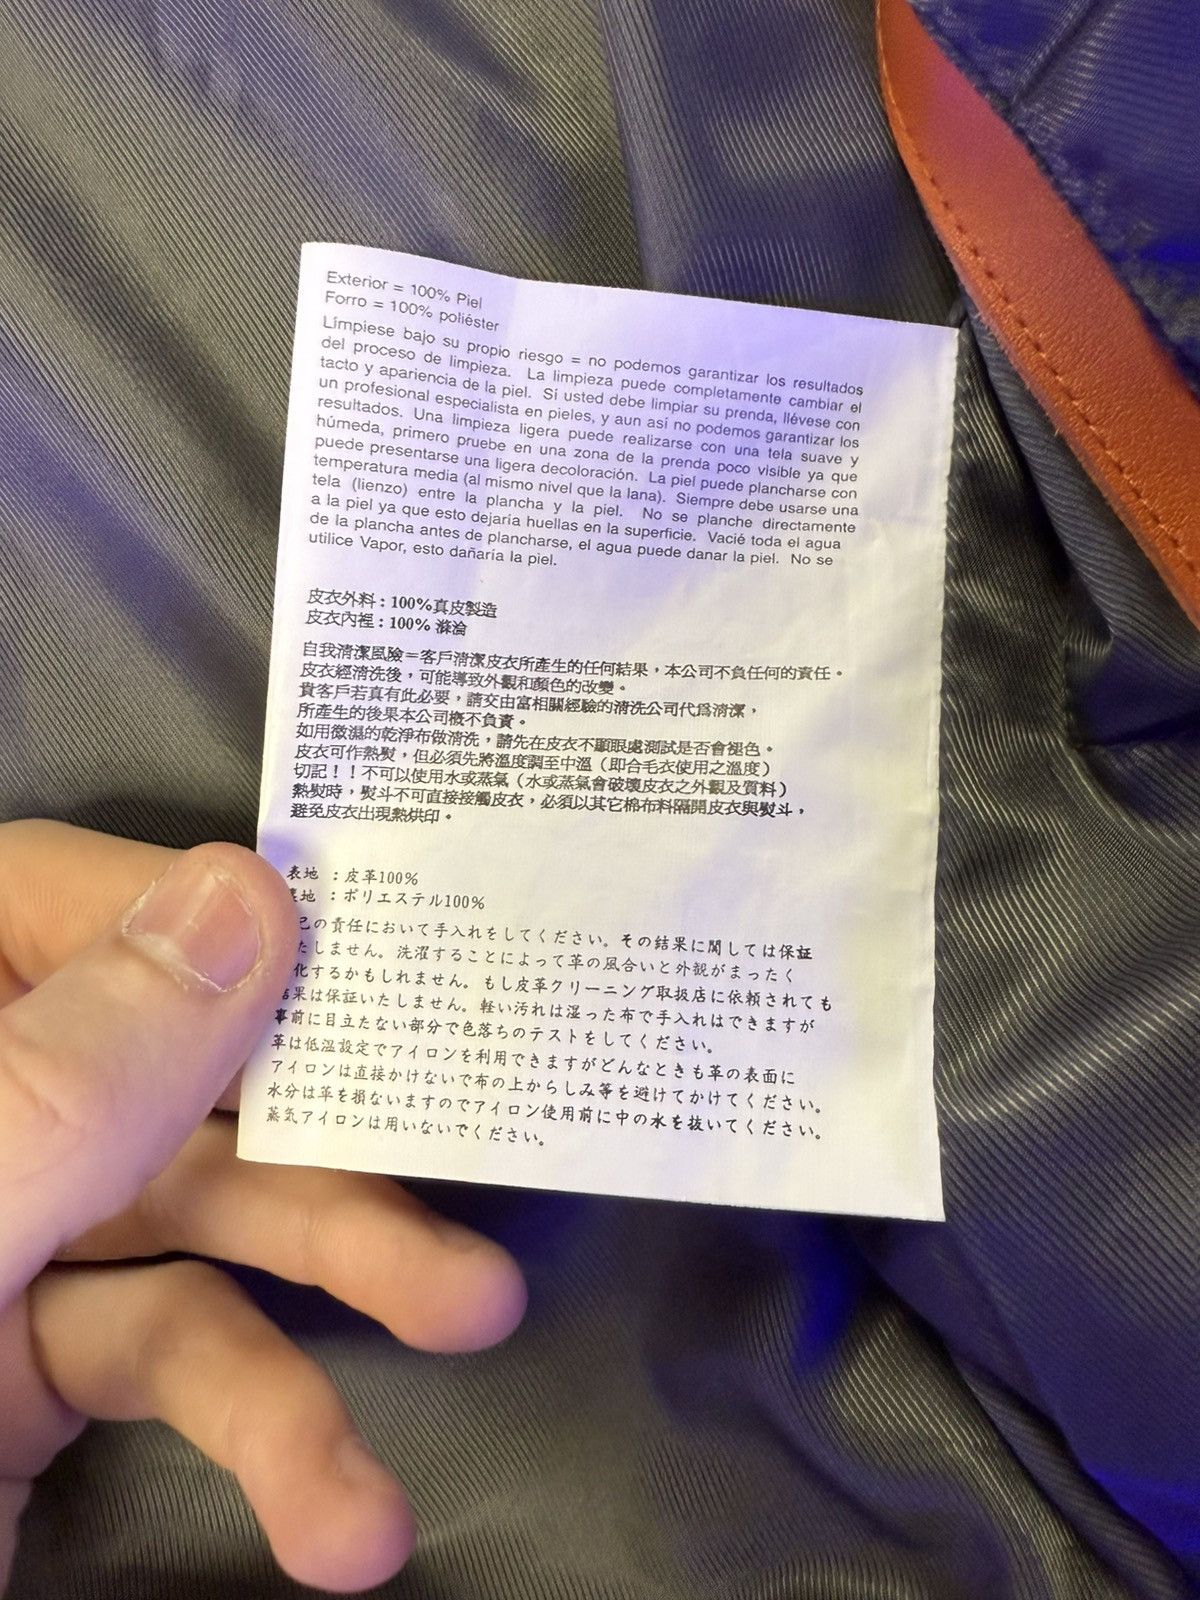 Exterior = 100% Piel
Forro = 100% poliéster
Límpiese bajo su propio riesgo = no podemos garantizar los resultados
del proceso de limpieza. La limpieza puede completamente cambiar el
tacto y apariencia de la piel. Sí usted debe limpiar su prenda, llévese con
un profesional especialista en pieles, y aun así no podemos garantizar los
resultados. Una limpieza ligera puede realizarse con una tela suave y
húmeda, primero pruebe en una zona de la prenda poco visible ya que
puede presentarse una ligera decoloración. La piel puede plancharse con
temperatura media (al mismo nivel que la lana). Siempre debe usarse una
tela (lienzo) entre la plancha y la piel. No se planche directamente
a la piel ya que esto dejaría huellas en la superficie. Vacié toda el agua
de la plancha antes de plancharse, el agua puede danar la piel. No se
utilice Vapor, esto dañaría la piel.
皮衣外料：100%真皮製造
皮衣內裡：100% 滌淪
自我清潔風險＝客戶清潔皮衣所產生的任何結果，本公司不負任何的責任。
皮衣經清洗後，可能導致外觀和顏色的改變。
貴客戶若真有此必要，請交由富相關經驗的清洗公司代爲清潔，
所產生的後果本公司概不負責。
如用微濕的乾淨布做清洗，請先在皮衣不顯眼處測試是否會褪色。
皮衣可作熱熨，但必須先將溫度調至中溫（即合毛衣使用之溫度）
切記！！不可以使用水或蒸氣（水或蒸氣會破壞皮衣之外觀及質料）
熱熨時，熨斗不可直接接觸皮衣，必須以其它棉布料隔開皮衣與熨斗，
避免皮衣出現熱烘印。
表地 ：皮革100%
裏地 ：ポリエステル100%
己の責任において手入れをしてください。その結果に関しては保証
たしません。洗濯することによって革の風合いと外観がまったく
化するかもしれません。もし皮革クリーニング取扱店に依頼されても
結果は保証いたしません。軽い汚れは湿った布で手入れはできますが
事前に目立たない部分で色落ちのテストをしてください。
革は低温設定でアイロンを利用できますがどんなときも革の表面に
アイロンは直接かけないで布の上からしみ等を避けてかけてください。
水分は革を損ないますのでアイロン使用前に中の水を抜いてください。
蒸気アイロンは用いないでください。